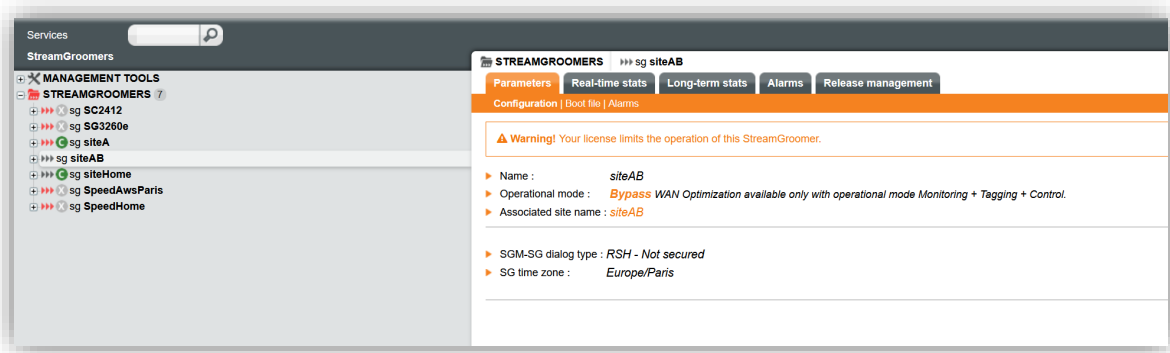 Services
StreamGroomers
MANAGEMENT TOOLS
STREAMGROOMERS 7
sg SC2412
sg SG3260e
C sg siteA
sg siteAB
C sg siteHome
sg SpeedAwsParis
sg SpeedHome
STREAMGROOMERS sg siteAB
Parameters Real-time stats Long-term stats Alarms Release management
Configuration | Boot file | Alarms
Warning! Your license limits the operation of this StreamGroomer.
Name : siteAB
Operational mode : Bypass WAN Optimization available only with operational mode Monitoring + Tagging + Control.
Associated site name : siteAB
SGM-SG dialog type : RSH - Not secured
SG time zone : Europe/Paris